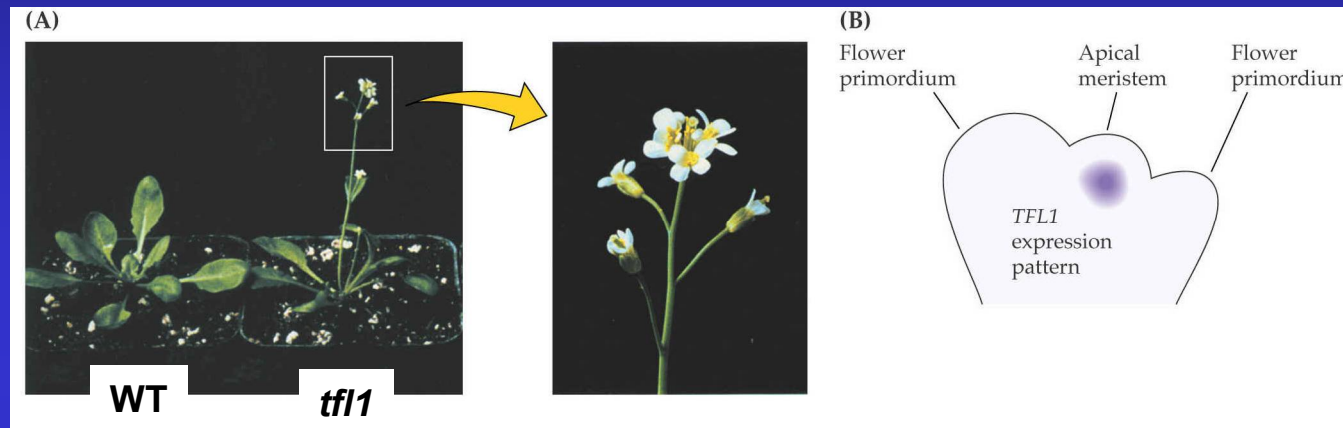 (A)
WT
tfl1
(B)
Flower
primordium
Apical
meristem
Flower
primordium
TFL1
expression
pattern